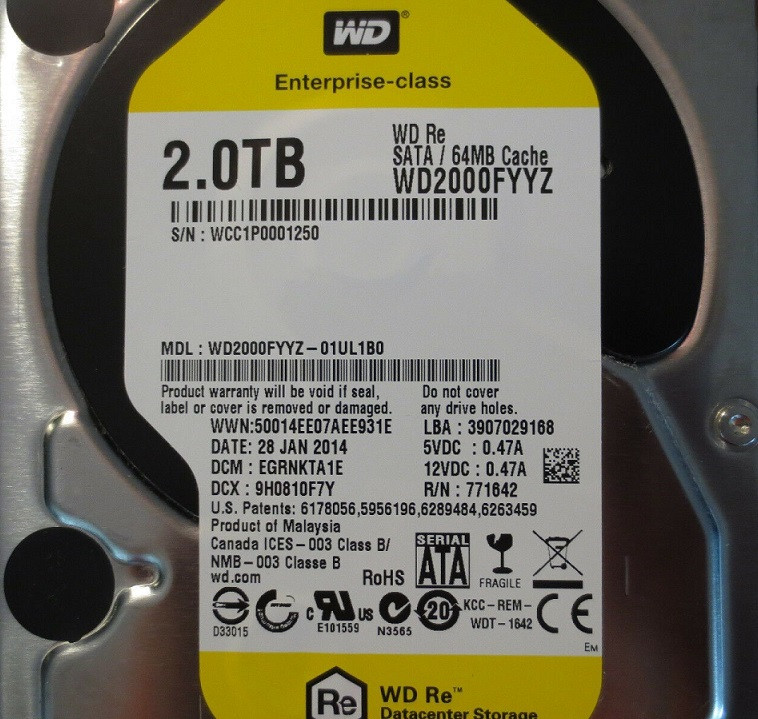 WD®
Enterprise-class
2.0TB
WD Re
SATA / 64MB Cache
WD2000FYYZ
S/N : WCC1P0001250
MDL : WD2000FYYZ-01UL1B0
Product warranty will be void if seal,
label or cover is removed or damaged.
Do not cover
any drive holes.
WWN:50014EE07AEE931E
LBA : 3907029168
DATE: 28 JAN 2014
5VDC : 0.47A
DCM : EGRNKTA1E
12VDC : 0.47A
DCX : 9H0810F7Y
R/N : 771642
U.S. Patents: 6178056,5956196,6289484,6263459
Product of Malaysia
Canada ICES-003 Class B/
NMB-003 Classe B
wd.com
RoHS
SERIAL
ATA
FRAGILE
D33015
c RU US
E101559
N3565
20
KCC-REM-
WDT-1642
CE
EM
Re
WD Re™
Datacenter Storage